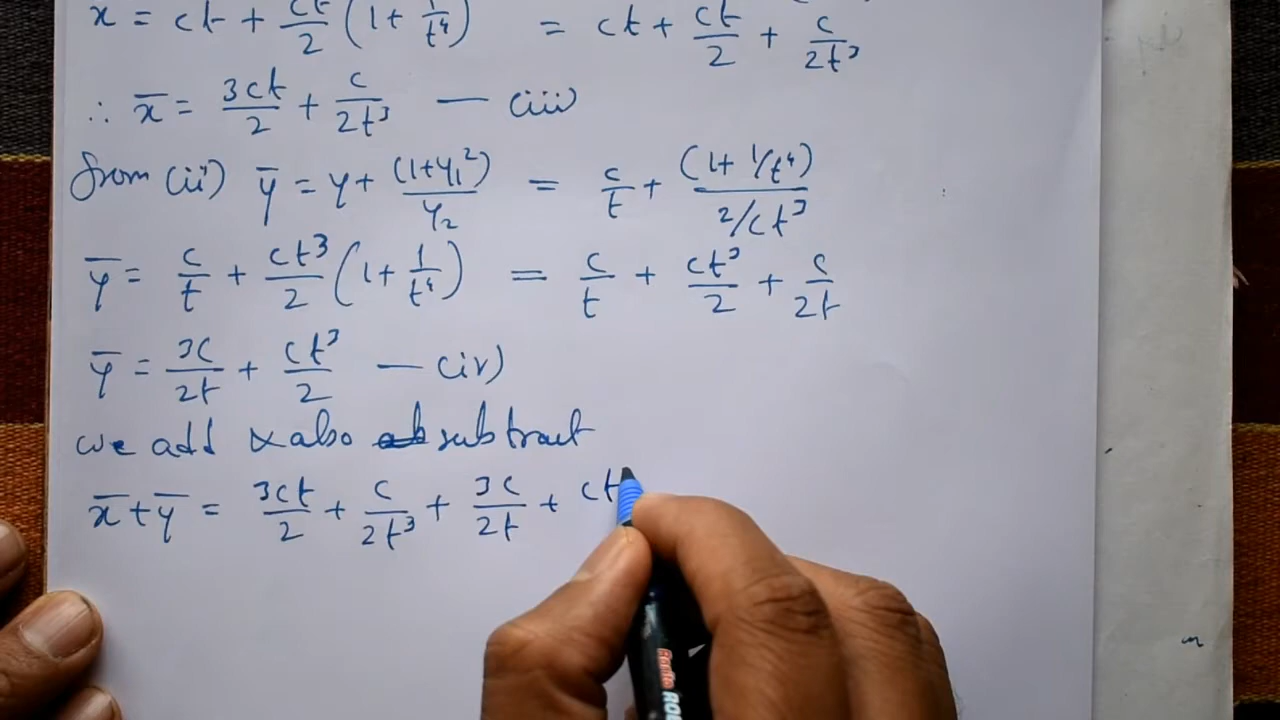 x = ct + ct/2 (1 + 1/t⁴) = ct + ct/2 + c/2t³
∴ x̄ = 3ct/2 + c/2t³ — (iii)
from (ii) ȳ = y + (1+y₁²)/y₂ = c/t + (1+ 1/t⁴)/(2/ct³)
ȳ = c/t + ct³/2 (1 + 1/t⁴) = c/t + ct³/2 + c/2t
ȳ = 3c/2t + ct³/2 — (iv)
we add & also subtract
x̄ + ȳ = 3ct/2 + c/2t³ + 3c/2t + ct